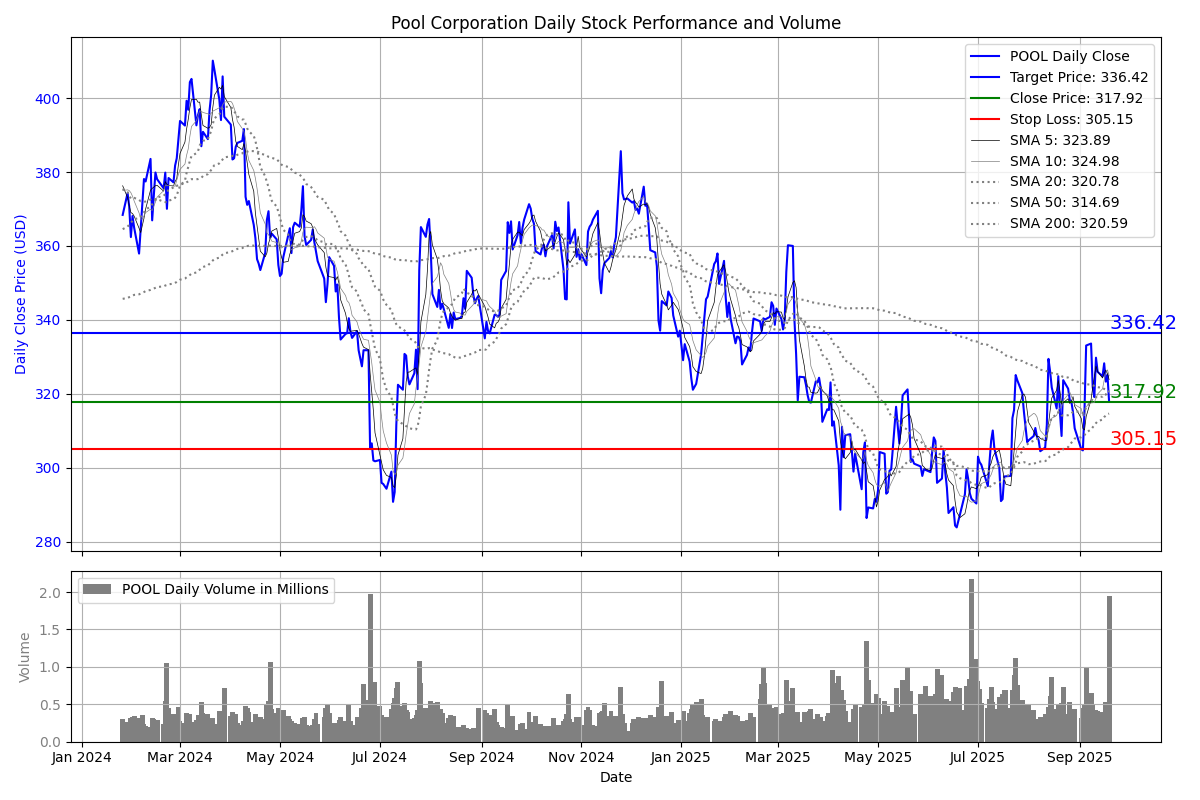 Pool Corporation Daily Stock Performance and Volume
Daily Close Price (USD)
400
380
360
340
320
300
280
POOL Daily Close
Target Price: 336.42
Close Price: 317.92
Stop Loss: 305.15
SMA 5: 323.89
SMA 10: 324.98
SMA 20: 320.78
SMA 50: 314.69
SMA 200: 320.59
336.42
317.92
305.15
Volume
2.0
1.5
1.0
0.5
0.0
POOL Daily Volume in Millions
Jan 2024 Mar 2024 May 2024 Jul 2024 Sep 2024 Nov 2024 Jan 2025 Mar 2025 May 2025 Jul 2025 Sep 2025
Date